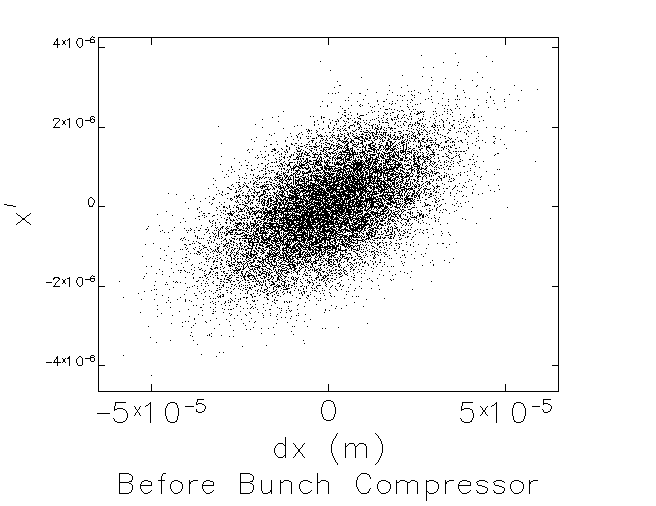 4×10⁻⁶
2×10⁻⁶
0
−2×10⁻⁶
−4×10⁻⁶
x′
−5×10⁻⁵ 0 5×10⁻⁵
dx (m)
Before Bunch Compressor